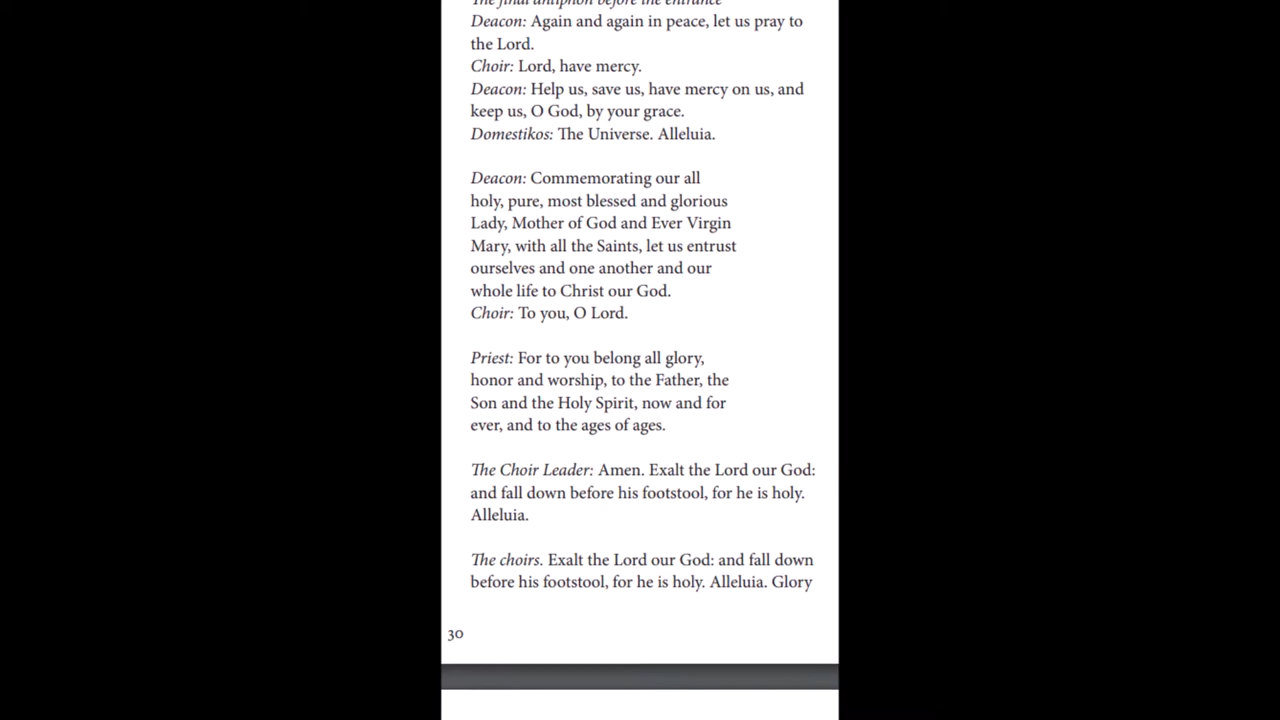 The final antiphon before the entrance
Deacon: Again and again in peace, let us pray to
the Lord.
Choir: Lord, have mercy.
Deacon: Help us, save us, have mercy on us, and
keep us, O God, by your grace.
Domestikos: The Universe. Alleluia.
Deacon: Commemorating our all
holy, pure, most blessed and glorious
Lady, Mother of God and Ever Virgin
Mary, with all the Saints, let us entrust
ourselves and one another and our
whole life to Christ our God.
Choir: To you, O Lord.
Priest: For to you belong all glory,
honor and worship, to the Father, the
Son and the Holy Spirit, now and for
ever, and to the ages of ages.
The Choir Leader: Amen. Exalt the Lord our God:
and fall down before his footstool, for he is holy.
Alleluia.
The choirs. Exalt the Lord our God: and fall down
before his footstool, for he is holy. Alleluia. Glory
30